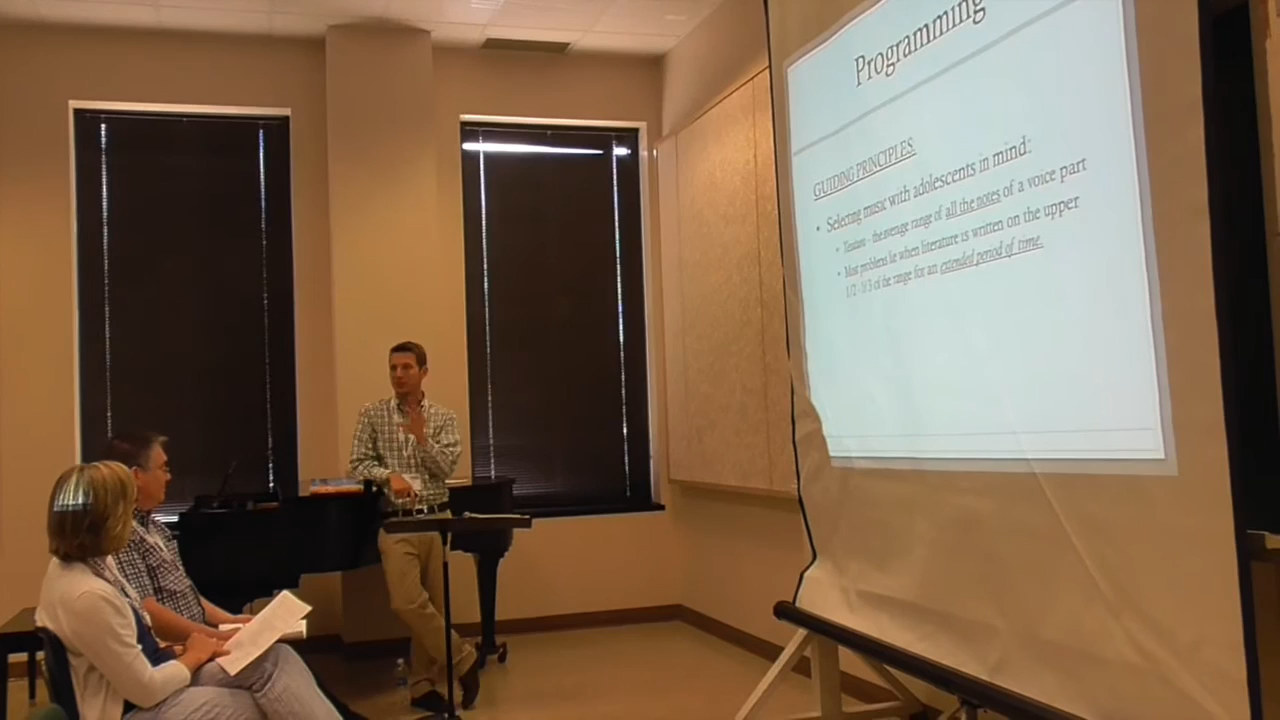 Programming
GUIDING PRINCIPLES
• Selecting music with adolescents in mind:
• Tessitura - the average range of all the notes of a voice part
• Most problems lie when literature is written on the upper
1/2 - 1/3 of the range for an extended period of time.